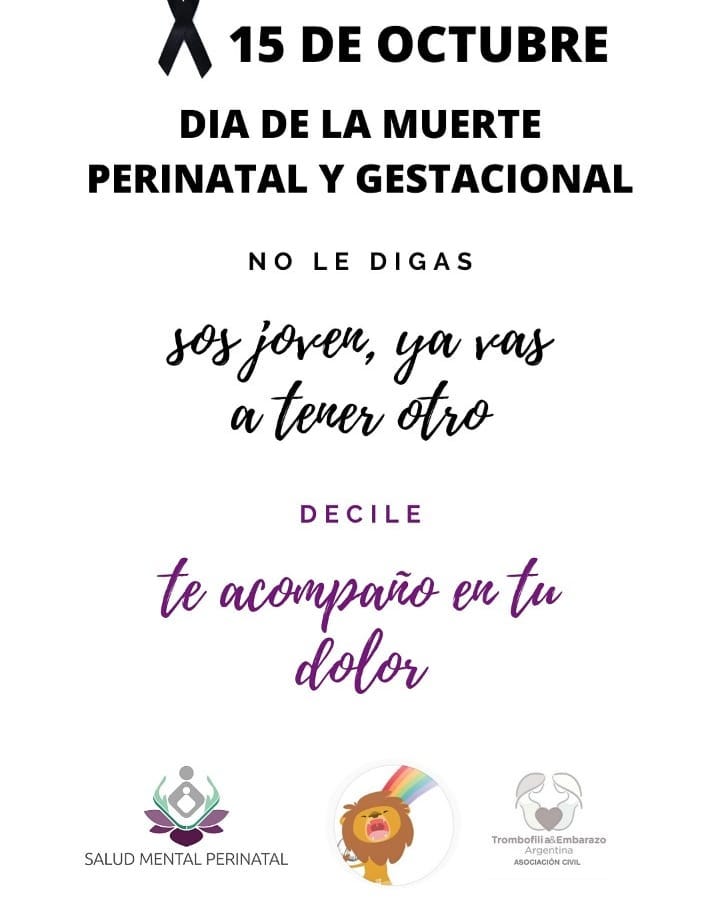 15 DE OCTUBRE
DIA DE LA MUERTE
PERINATAL Y GESTACIONAL
NO LE DIGAS
sos joven, ya vas
a tener otro
DECILE
te acompaño en tu
dolor
SALUD MENTAL PERINATAL
Trombofilia&Embarazo
Argentina
ASOCIACIÓN CIVIL